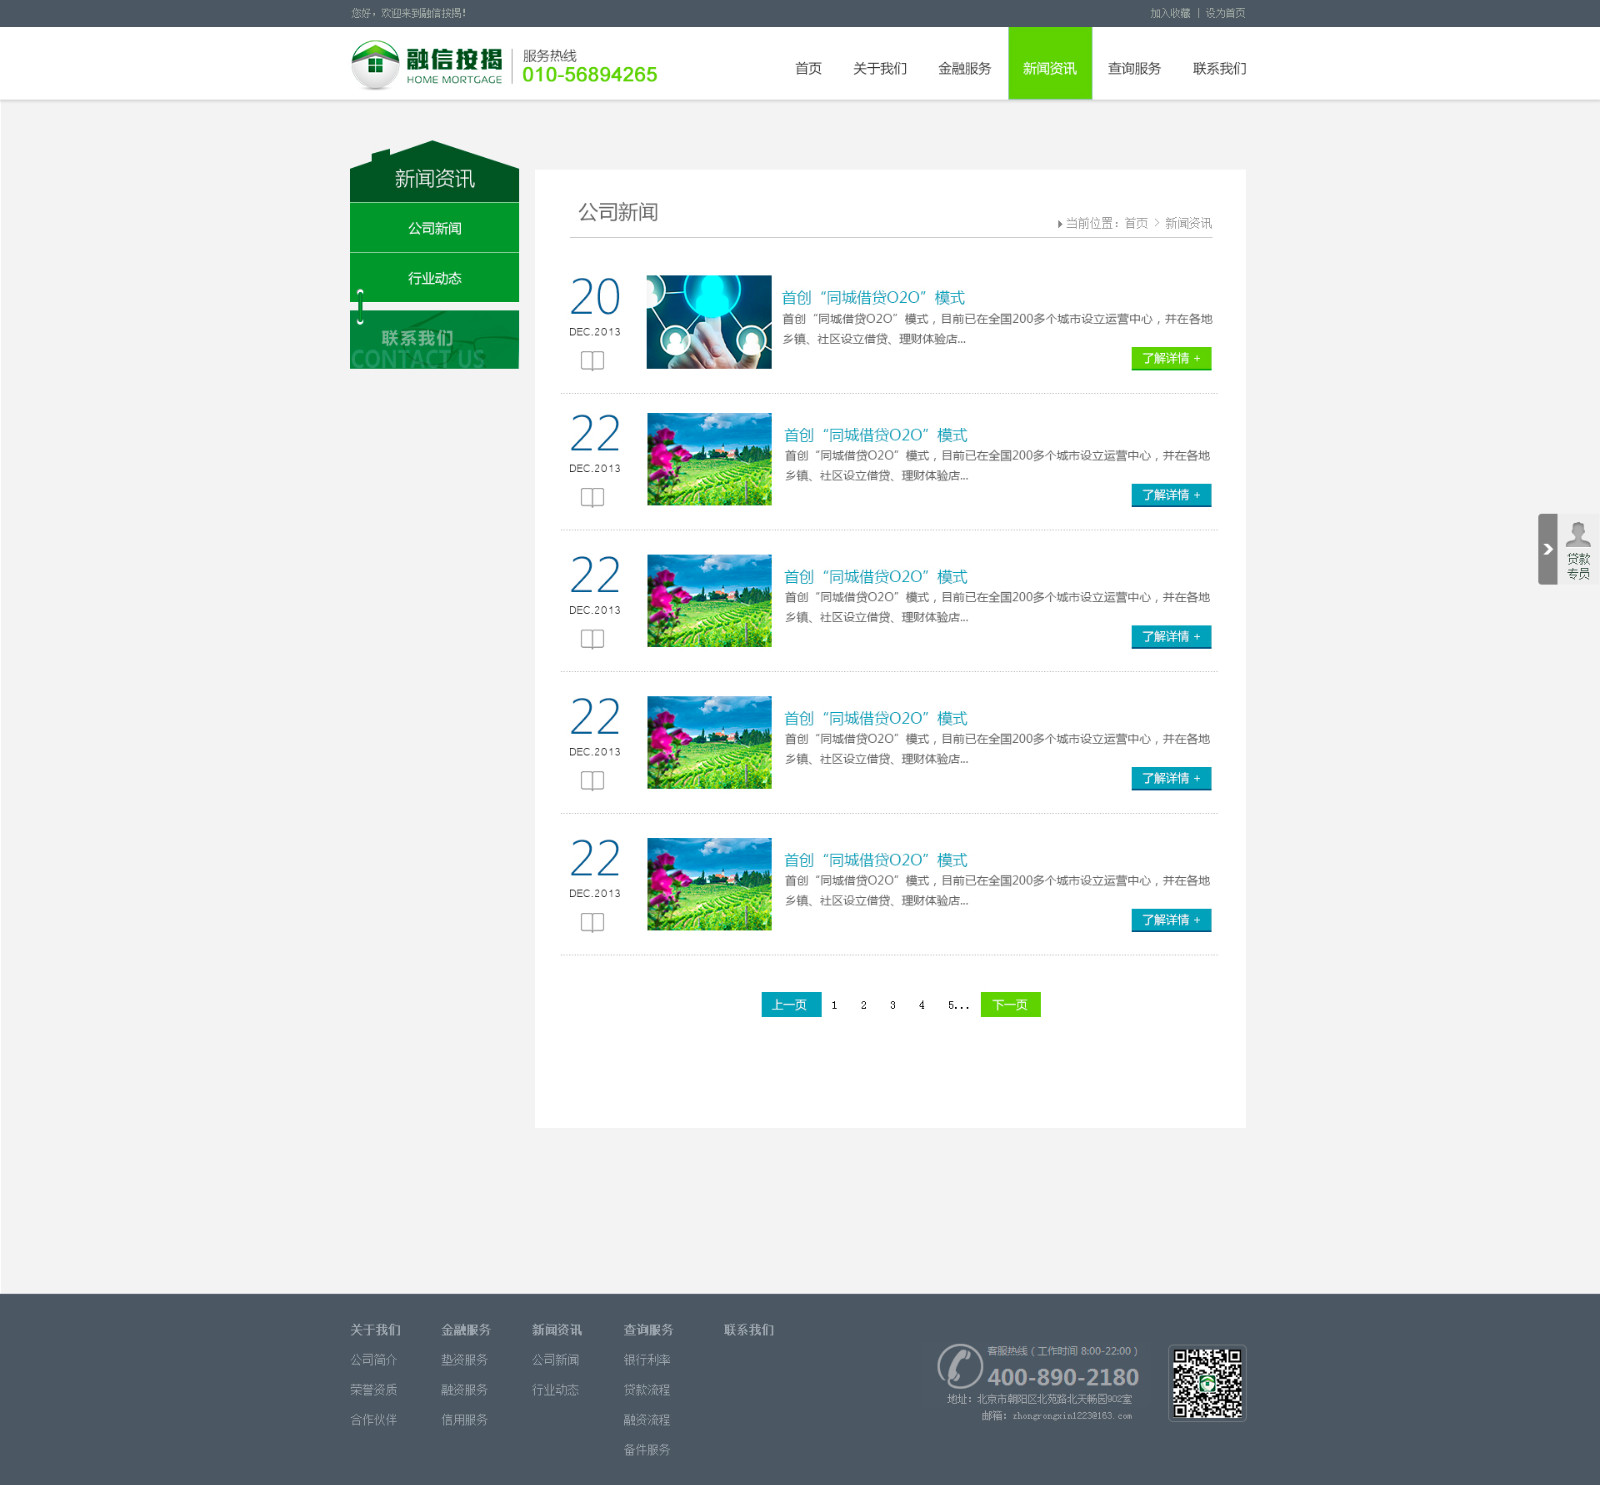 您好，欢迎来到融信按揭！
加入收藏 | 设为首页
融信按揭
HOME MORTGAGE
服务热线
010-56894265
首页 关于我们 金融服务 新闻资讯 查询服务 联系我们
新闻资讯
公司新闻
行业动态
联系我们
CONTACT US
公司新闻
当前位置：首页 > 新闻资讯
20
DEC.2013
首创“同城借贷O2O”模式
首创“同城借贷O2O”模式，目前已在全国200多个城市设立运营中心，并在各地
乡镇、社区设立借贷、理财体验店...
了解详情 +
22
DEC.2013
首创“同城借贷O2O”模式
首创“同城借贷O2O”模式，目前已在全国200多个城市设立运营中心，并在各地
乡镇、社区设立借贷、理财体验店...
了解详情 +
22
DEC.2013
首创“同城借贷O2O”模式
首创“同城借贷O2O”模式，目前已在全国200多个城市设立运营中心，并在各地
乡镇、社区设立借贷、理财体验店...
了解详情 +
22
DEC.2013
首创“同城借贷O2O”模式
首创“同城借贷O2O”模式，目前已在全国200多个城市设立运营中心，并在各地
乡镇、社区设立借贷、理财体验店...
了解详情 +
22
DEC.2013
首创“同城借贷O2O”模式
首创“同城借贷O2O”模式，目前已在全国200多个城市设立运营中心，并在各地
乡镇、社区设立借贷、理财体验店...
了解详情 +
上一页 1 2 3 4 5... 下一页
贷款
专员
关于我们 金融服务 新闻资讯 查询服务 联系我们
公司简介 垫资服务 公司新闻 银行利率
荣誉资质 融资服务 行业动态 贷款流程
合作伙伴 信用服务 融资流程
备件服务
客服热线（工作时间 8:00-22:00）
400-890-2180
地址：北京市朝阳区北苑路北天畅园902室
邮箱：zhongrongxin1223@163.com